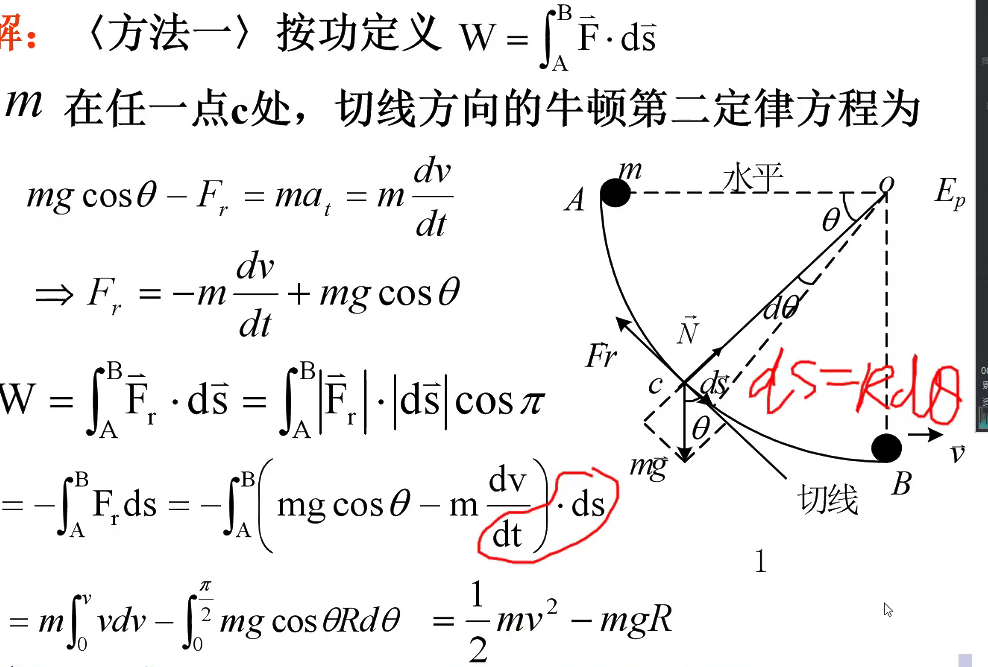 解：〈方法一〉按功定义 W = ∫_A^B F⃗·ds⃗
m 在任一点c处，切线方向的牛顿第二定律方程为
mg cosθ − F_r = ma_t = m dv/dt
⇒ F_r = −m dv/dt + mg cosθ
W = ∫_A^B F⃗_r · ds⃗ = ∫_A^B |F⃗_r|·|ds⃗| cosπ
= −∫_A^B F_r ds = −∫_A^B (mg cosθ − m dv/dt)·ds
= m∫_0^v vdv − ∫_0^{π/2} mg cosθRdθ = 1/2 mv² − mgR
m
A
水平
o
E_p
θ
dθ
N⃗
F⃗r
c
ds⃗
ds=Rdθ
θ
mg⃗
v⃗
B
切线
1